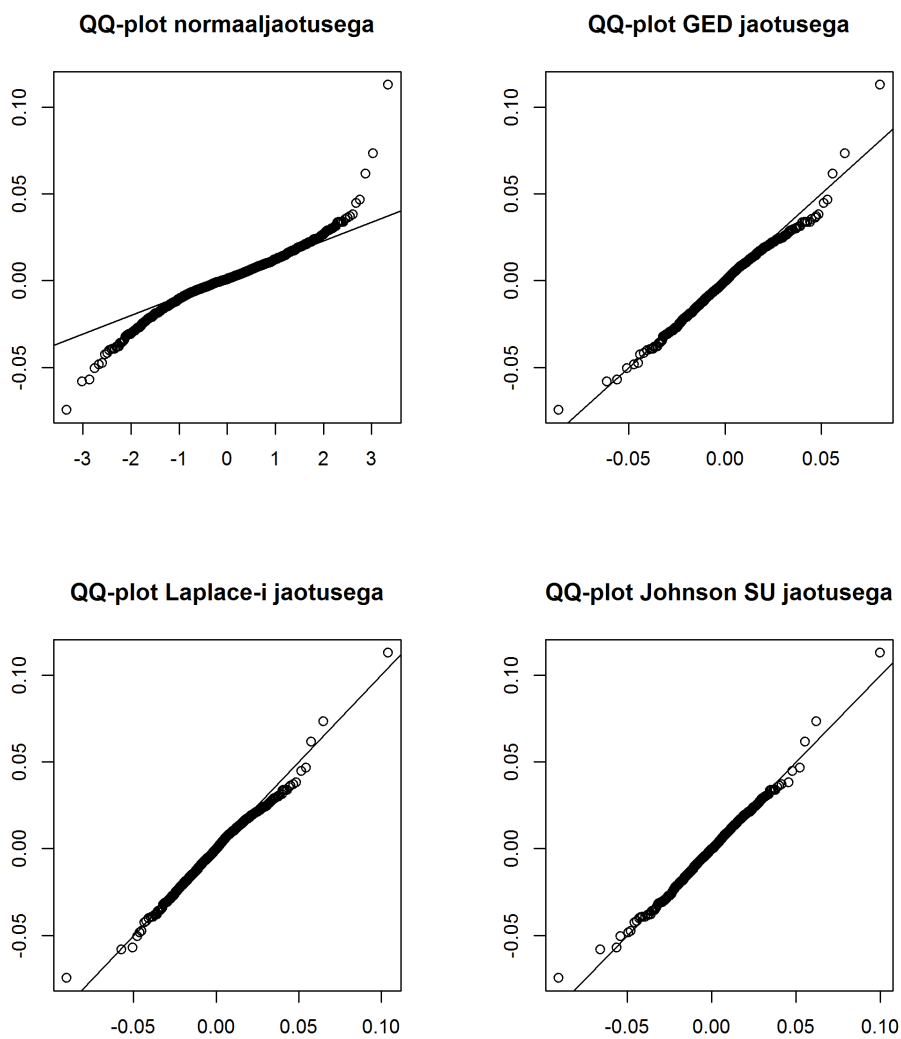 QQ-plot normaaljaotusega
0.10
0.05
0.00
-0.05
-3 -2 -1 0 1 2 3
QQ-plot GED jaotusega
0.10
0.05
0.00
-0.05
-0.05 0.00 0.05
QQ-plot Laplace-i jaotusega
0.10
0.05
0.00
-0.05
-0.05 0.00 0.05 0.10
QQ-plot Johnson SU jaotusega
0.10
0.05
0.00
-0.05
-0.05 0.00 0.05 0.10